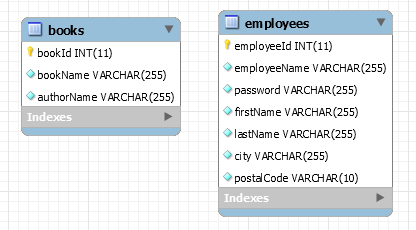 books
bookId INT(11)
bookName VARCHAR(255)
authorName VARCHAR(255)
Indexes
employees
employeeId INT(11)
employeeName VARCHAR(255)
password VARCHAR(255)
firstName VARCHAR(255)
lastName VARCHAR(255)
city VARCHAR(255)
postalCode VARCHAR(10)
Indexes